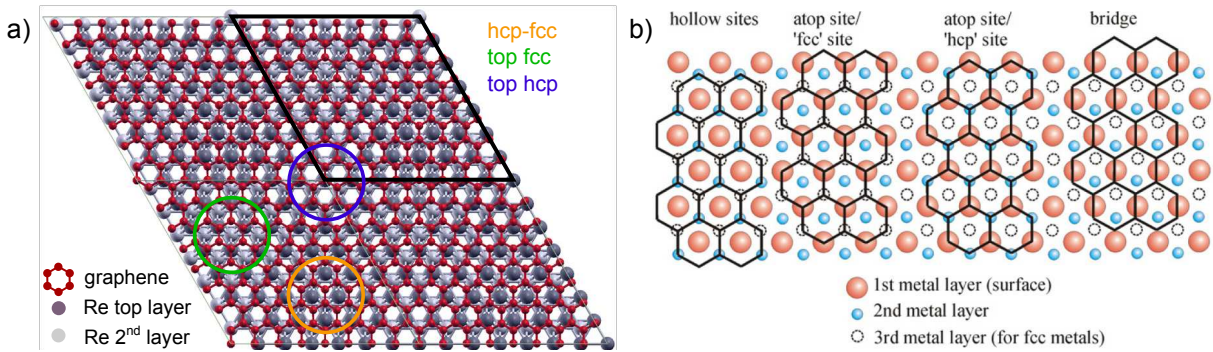 a)
hcp-fcc
top fcc
top hcp
graphene
Re top layer
Re 2nd layer
b)
hollow sites
atop site/
'fcc' site
atop site/
'hcp' site
bridge
1st metal layer (surface)
2nd metal layer
3rd metal layer (for fcc metals)